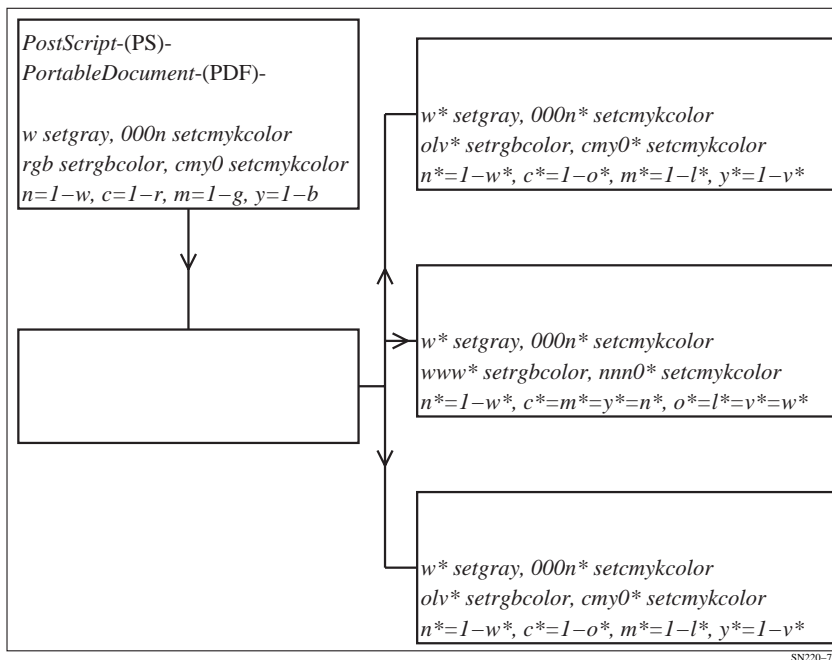 PostScript-(PS)-
PortableDocument-(PDF)-
w setgray, 000n setcmykcolor
rgb setrgbcolor, cmy0 setcmykcolor
n=1−w, c=1−r, m=1−g, y=1−b
w* setgray, 000n* setcmykcolor
olv* setrgbcolor, cmy0* setcmykcolor
n*=1−w*, c*=1−o*, m*=1−l*, y*=1−v*
w* setgray, 000n* setcmykcolor
www* setrgbcolor, nnn0* setcmykcolor
n*=1−w*, c*=m*=y*=n*, o*=l*=v*=w*
w* setgray, 000n* setcmykcolor
olv* setrgbcolor, cmy0* setcmykcolor
n*=1−w*, c*=1−o*, m*=1−l*, y*=1−v*
SN220−7